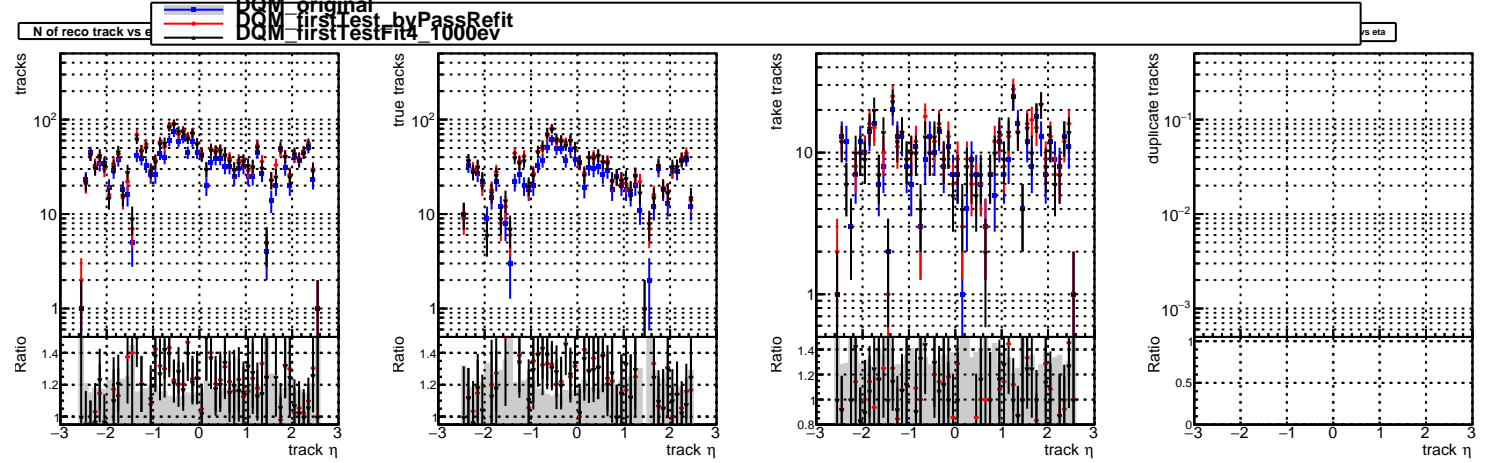 DQM_original
DQM_firstTest_byPassRefit
DQM_firstTestFit4_1000ev
N of reco track vs e
vs eta
tracks
10²
10
1
Ratio
1.4
1.2
1
−3 −2 −1 0 1 2 3
track η
true tracks
10²
10
1
Ratio
1.4
1.2
1
−3 −2 −1 0 1 2 3
track η
fake tracks
10
1
Ratio
1.4
1.2
1
0.8
−3 −2 −1 0 1 2 3
track η
duplicate tracks
10⁻¹
10⁻²
10⁻³
Ratio
1
0.5
0
−3 −2 −1 0 1 2 3
track η